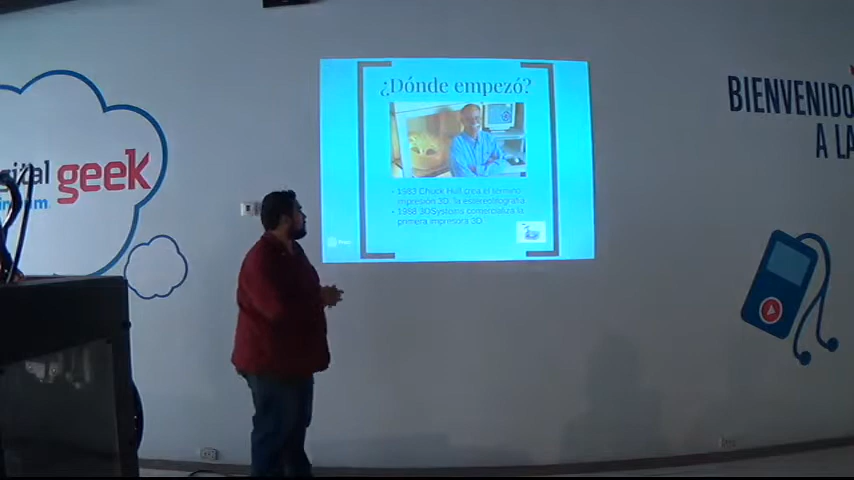 ¿Dónde empezó?
- 1983 Chuck Hull crea el término
impresión 3D, la estereolitografía
- 1988 3DSystems comercializa la
primera impresora 3D.
geek
BIENVENIDO
A LA